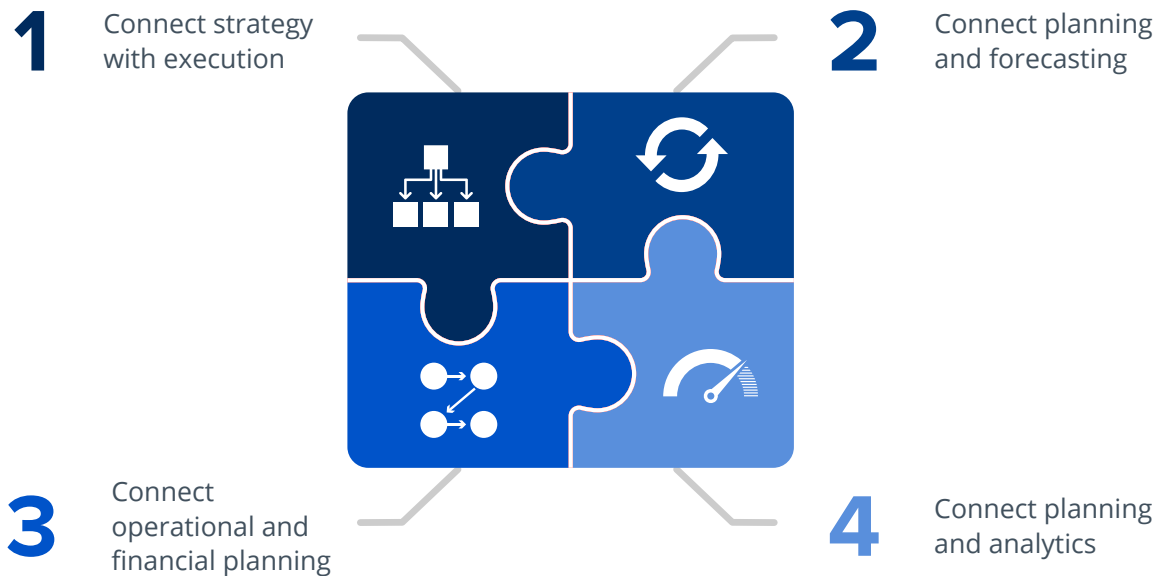 1
Connect strategy
with execution
2
Connect planning
and forecasting
3
Connect
operational and
financial planning
4
Connect planning
and analytics